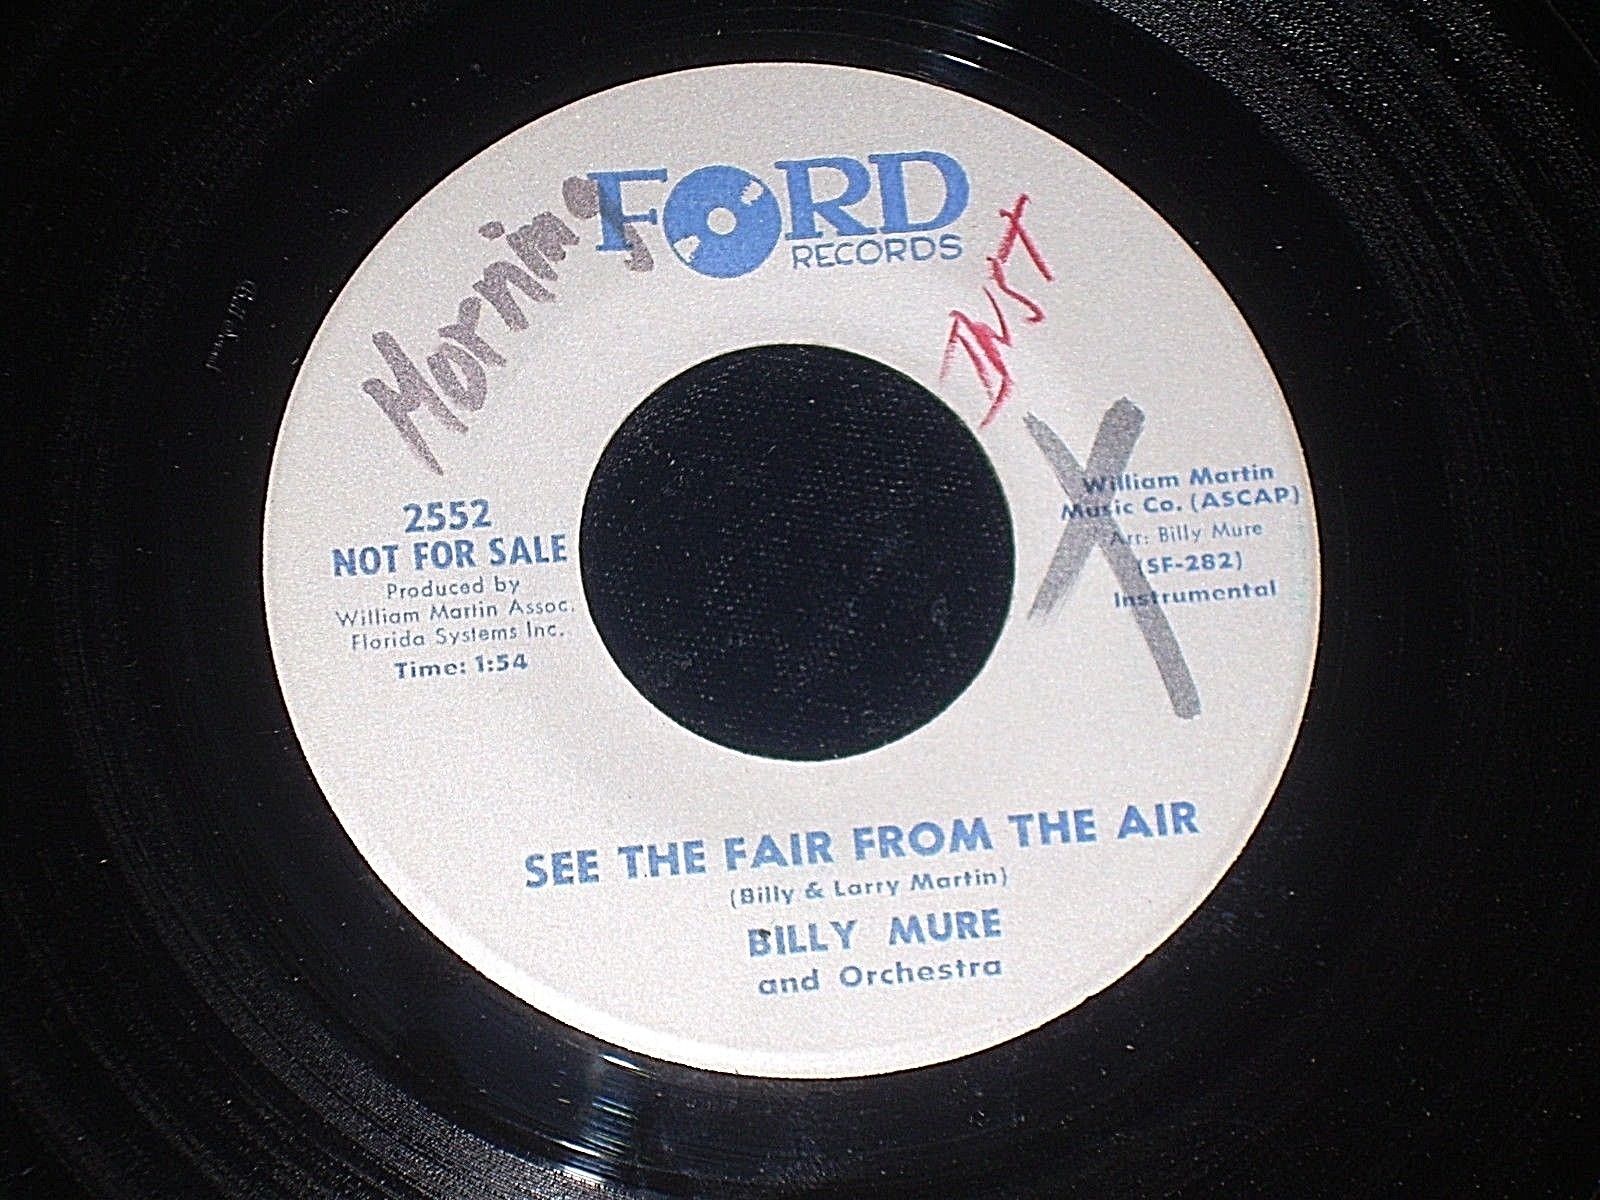 FORD
RECORDS
Morning
INST
X
2552
NOT FOR SALE
Produced by
William Martin Assoc.
Florida Systems Inc.
Time: 1:54
William Martin
Music Co. (ASCAP)
Arr: Billy Mure
(SF-282)
Instrumental
SEE THE FAIR FROM THE AIR
(Billy & Larry Martin)
BILLY MURE
and Orchestra